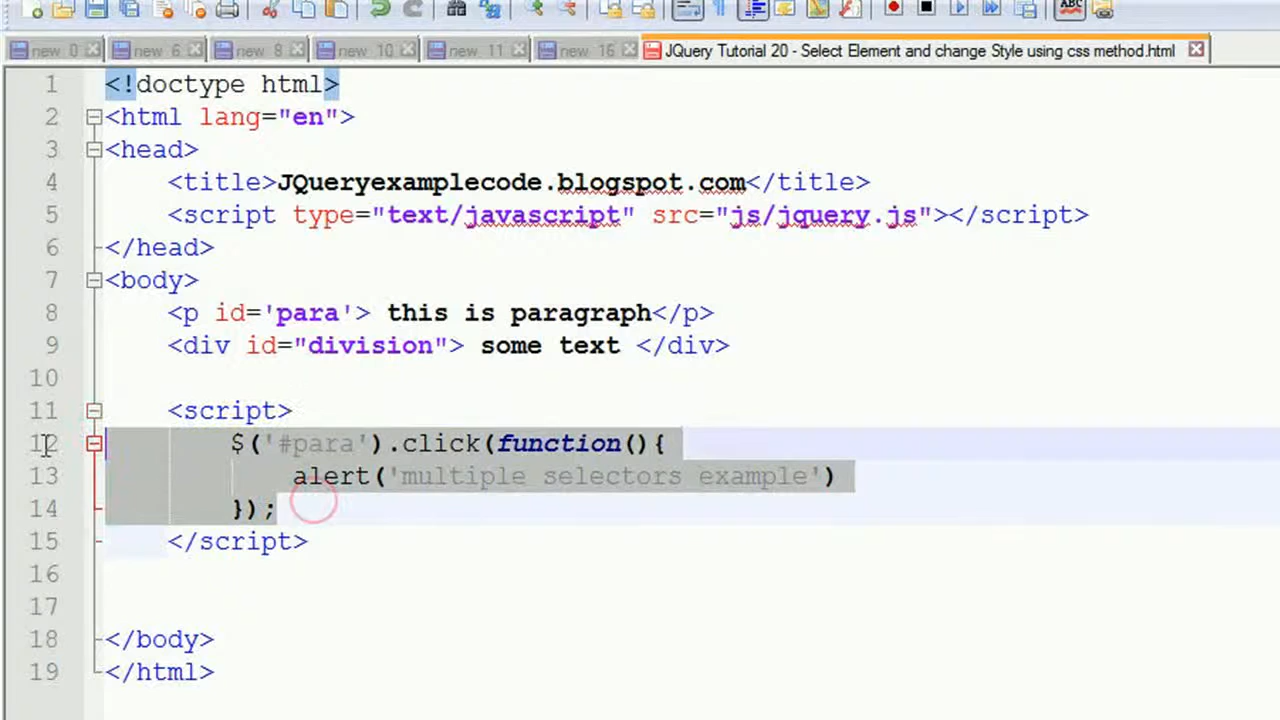 new 0 new 6 new 8 new 10 new 11 new 16 JQuery Tutorial 20 - Select Element and change Style using css method.html
1 <!doctype html>
2 <html lang="en">
3 <head>
4 <title>JQueryexamplecode.blogspot.com</title>
5 <script type="text/javascript" src="js/jquery.js"></script>
6 </head>
7 <body>
8 <p id='para'> this is paragraph</p>
9 <div id="division"> some text </div>
10
11 <script>
12 $('#para').click(function(){
13 alert('multiple selectors example')
14 });
15 </script>
16
17
18 </body>
19 </html>